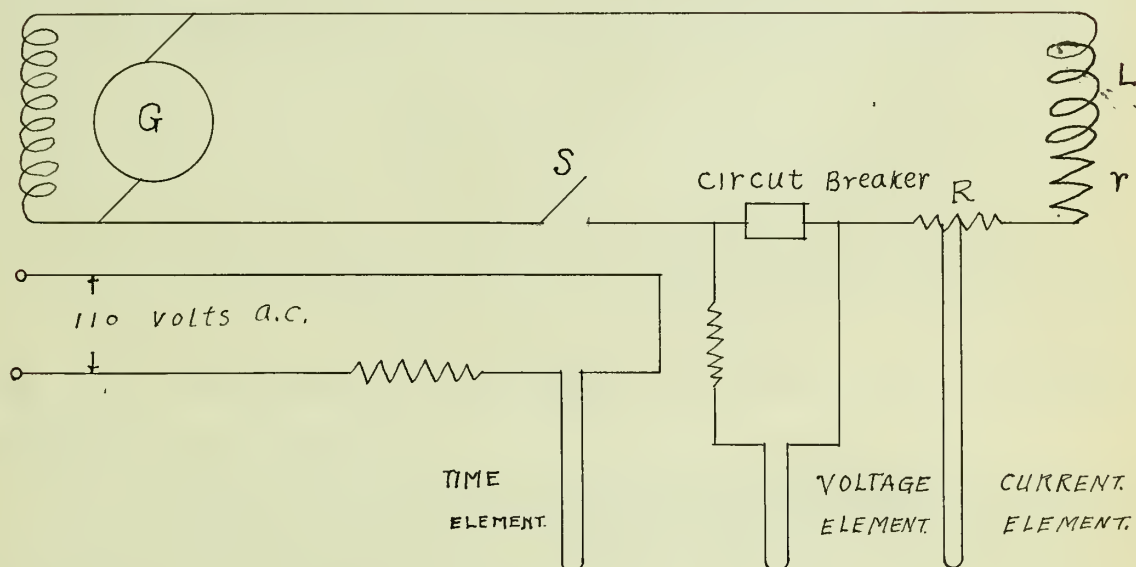 L
G
S
Circut Breaker
r
R
110 volts a.c.
TIME
ELEMENT.
VOLTAGE
ELEMENT.
CURRENT.
ELEMENT.